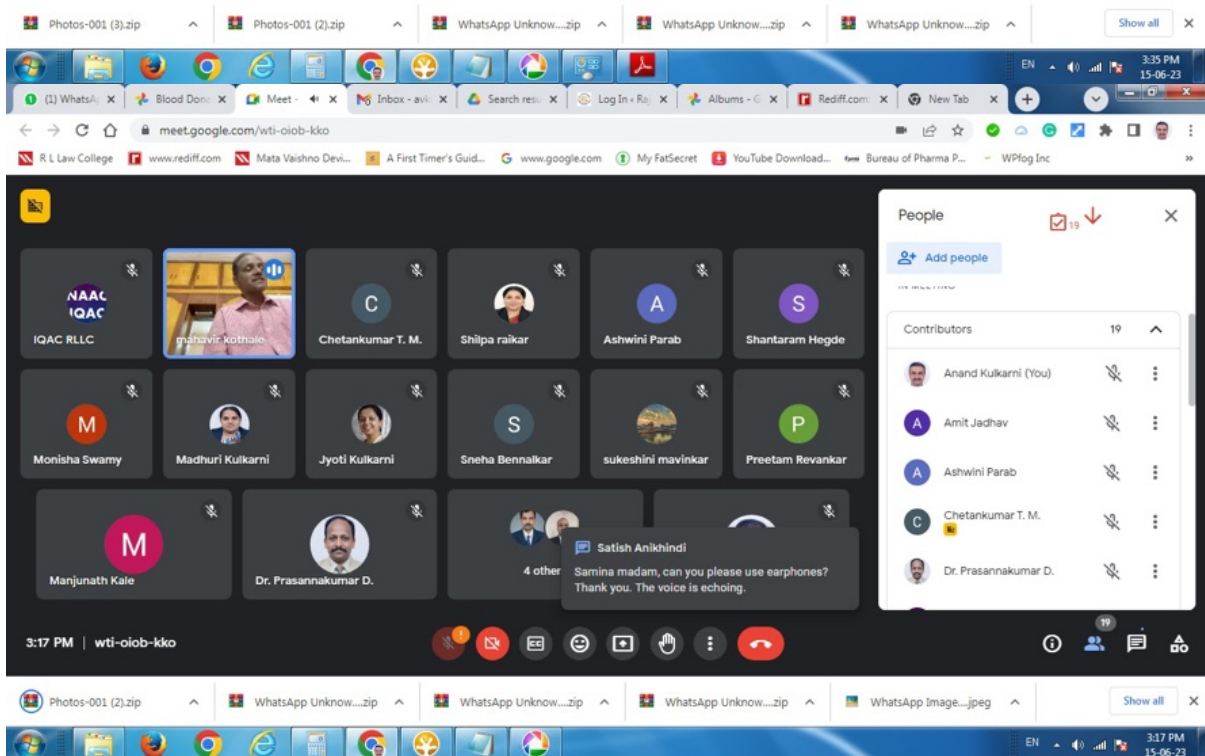 Photos-001 (3).zip
Photos-001 (2).zip
WhatsApp Unknow....zip
WhatsApp Unknow....zip
WhatsApp Unknow....zip
Show all
EN
3:35 PM
15-06-23
(1) WhatsA
Blood Don
Meet -
Inbox - avk
Search resu
Log In ‹ Raj
Albums - G
Rediff.com
New Tab
meet.google.com/wti-oiob-kko
R L Law College
www.rediff.com
Mata Vaishno Devi...
A First Timer's Guid...
www.google.com
My FatSecret
YouTube Download...
Bureau of Pharma P...
WPfog Inc
People
19
Add people
IN MEETING
NAAC
IQAC
IQAC RLLC
mahavir kothale
C
Chetankumar T. M.
Shilpa raikar
A
Ashwini Parab
S
Shantaram Hegde
M
Monisha Swamy
Madhuri Kulkarni
Jyoti Kulkarni
S
Sneha Bennalkar
sukeshini mavinkar
P
Preetam Revankar
M
Manjunath Kale
Dr. Prasannakumar D.
4 other
Satish Anikhindi
Samina madam, can you please use earphones?
Thank you. The voice is echoing.
Contributors
19
Anand Kulkarni (You)
A
Amit Jadhav
A
Ashwini Parab
C
Chetankumar T. M.
Dr. Prasannakumar D.
3:17 PM | wti-oiob-kko
CC
19
Photos-001 (2).zip
WhatsApp Unknow....zip
WhatsApp Unknow....zip
WhatsApp Unknow....zip
WhatsApp Image....jpeg
Show all
EN
3:17 PM
15-06-23